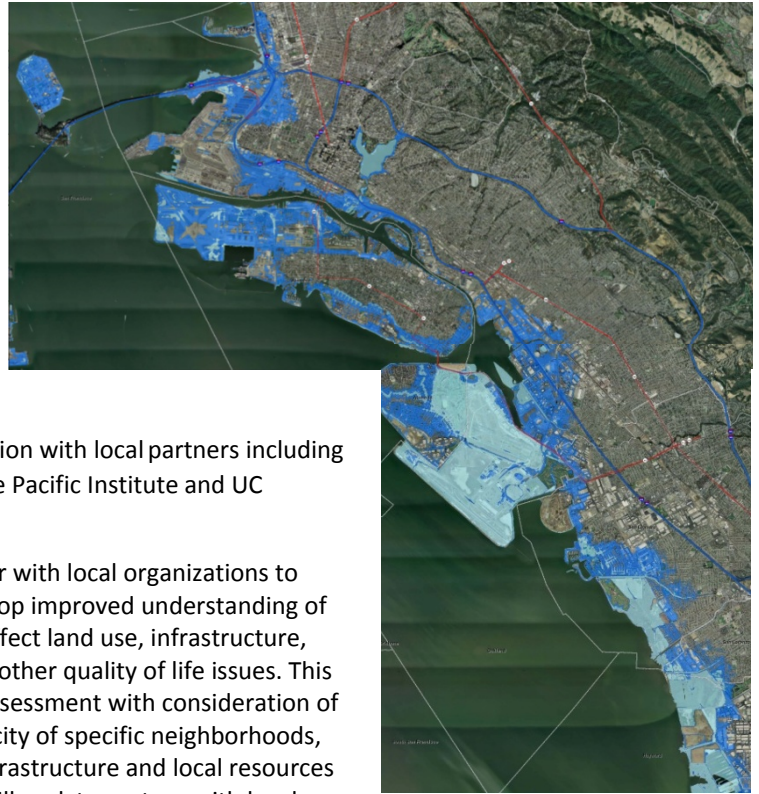 tion with local partners including
e Pacific Institute and UC
r with local organizations to
op improved understanding of
fect land use, infrastructure,
other quality of life issues. This
sessment with consideration of
city of specific neighborhoods,
rastructure and local resources